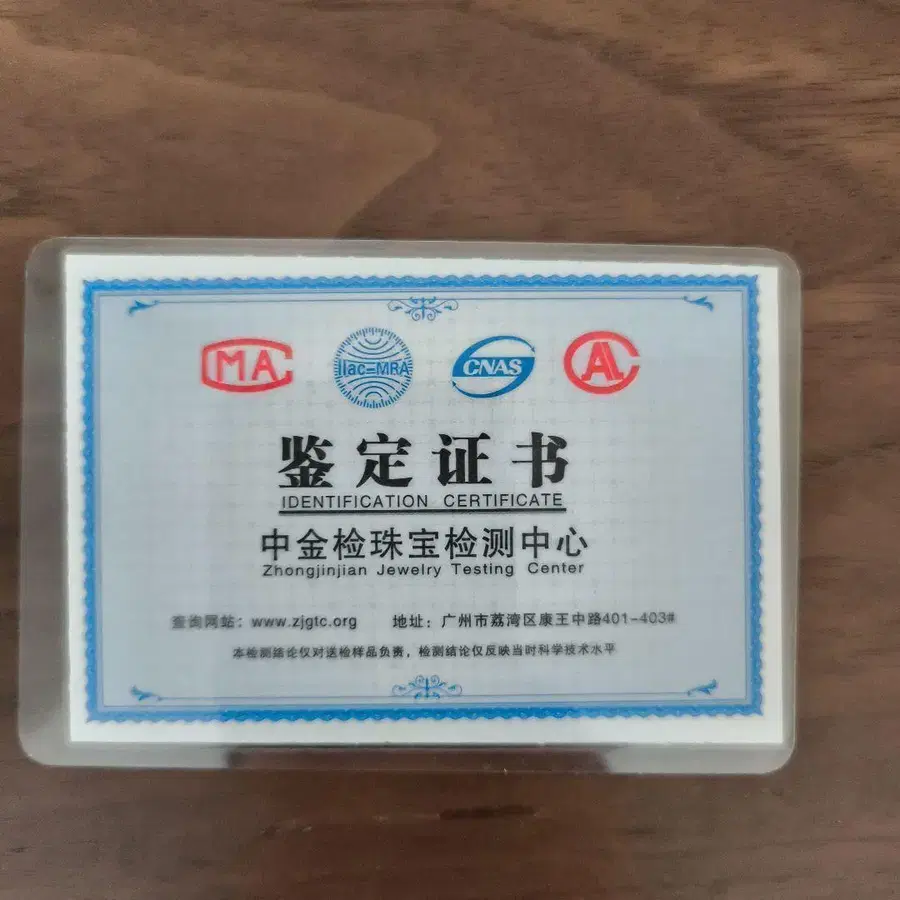 CMA ilac-MRA CNAS CAL
鉴定证书
IDENTIFICATION CERTIFICATE
中金检珠宝检测中心
Zhongjinjian Jewelry Testing Center
查询网站：www.zjgtc.org 地址：广州市荔湾区康王中路401-403#
本检测结论仅对送检样品负责，检测结论仅反映当时科学技术水平